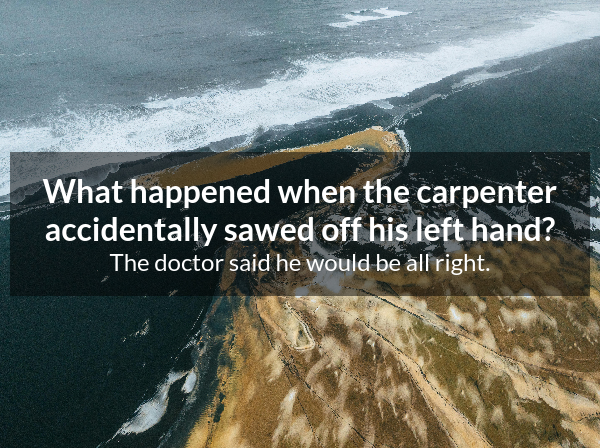 What happened when the carpenter
accidentally sawed off his left hand?
The doctor said he would be all right.